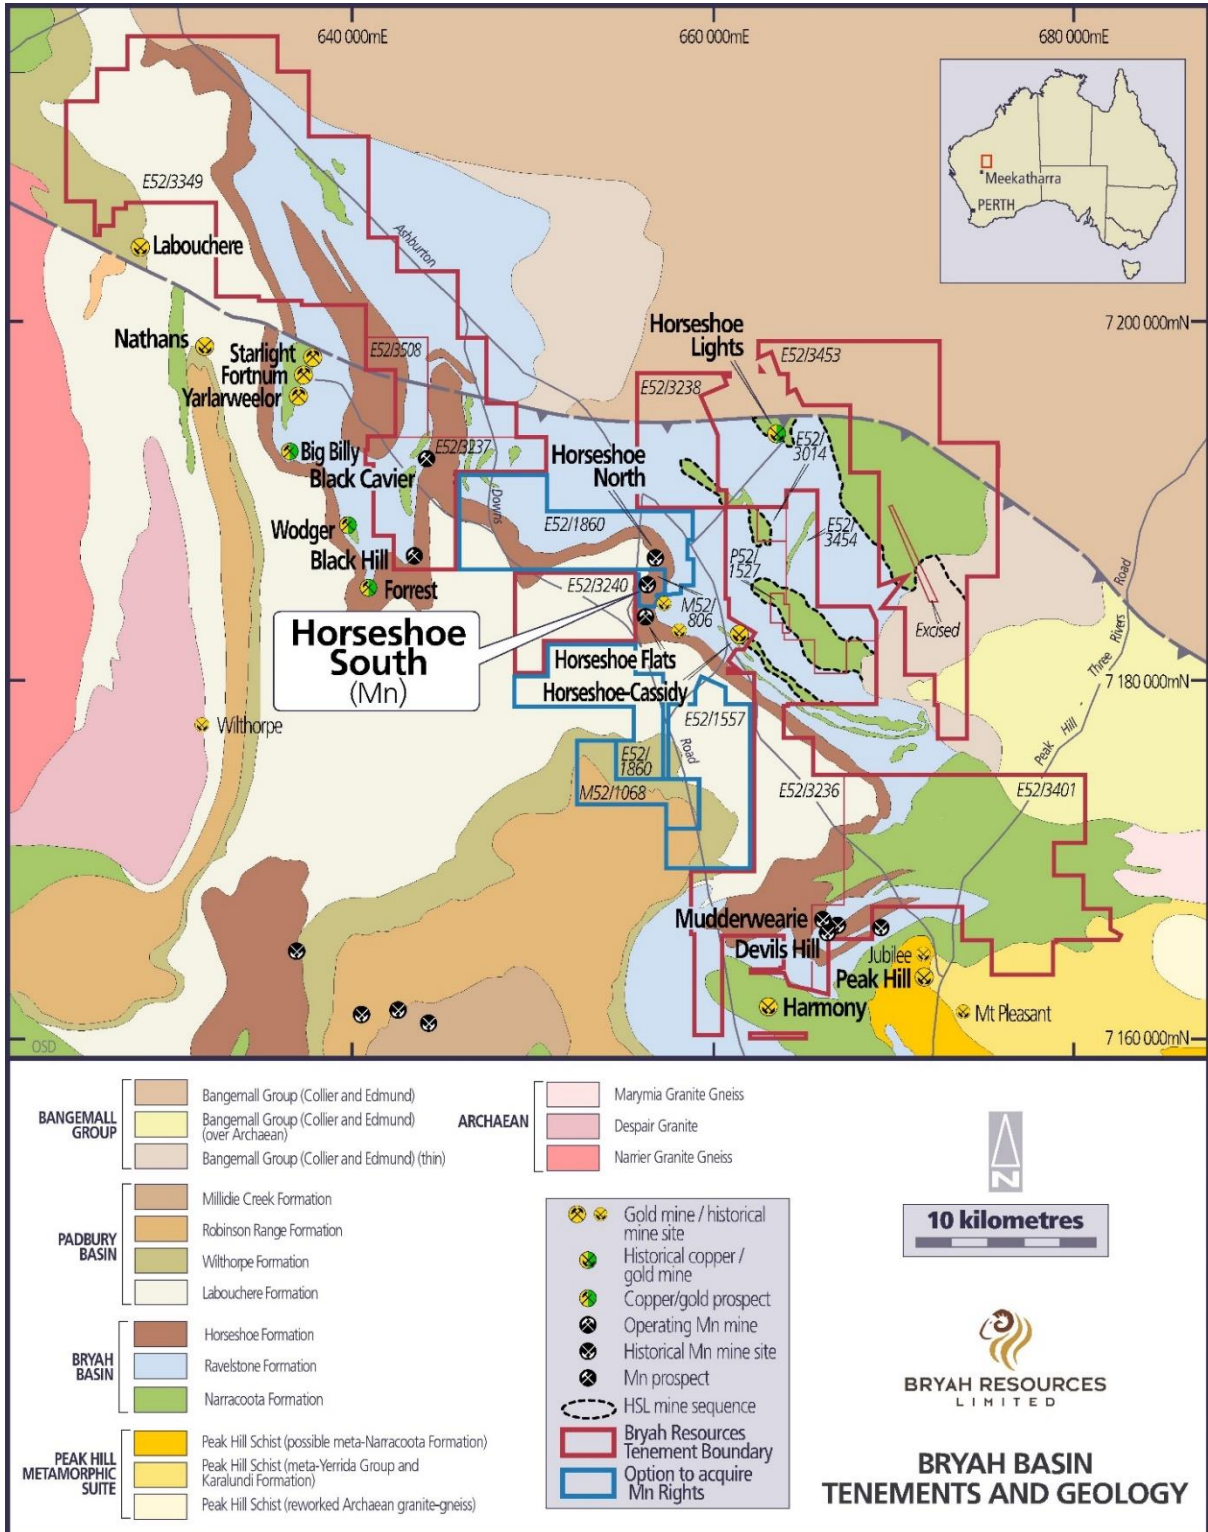 640 000mE
660 000mE
680 000mE
Meekatharra
PERTH
E52/3349
Labouchere
Ashburton
Horseshoe
Lights
7 200 000mN
Nathans
Starlight
Fortnum
Yarlarweelor
E52/3508
E52/3453
E52/3238
Big Billy
Black Cavier
E52/3237
Horseshoe
North
E52/
3014
Downs
E52/1860
E52/
3454
Wodger
Black Hill
P52/
1527
Road
Forrest
E52/3240
M52/
806
Excised
Horseshoe
South
(Mn)
Horseshoe Flats
Horseshoe-Cassidy
Three Rivers
7 180 000mN
Wilthorpe
E52/1557
Peak Hill -
Road
E52/
1860
M52/1068
E52/3236
E52/3401
Mudderwearie
Devils Hill
Jubilee
Peak Hill
Harmony
Mt Pleasant
OSD
7 160 000mN
BANGEMALL
GROUP
Bangemall Group (Collier and Edmund)
Bangemall Group (Collier and Edmund)
(over Archaean)
Bangemall Group (Collier and Edmund) (thin)
PADBURY
BASIN
Millidie Creek Formation
Robinson Range Formation
Wilthorpe Formation
Labouchere Formation
BRYAH
BASIN
Horseshoe Formation
Ravelstone Formation
Narracoota Formation
PEAK HILL
METAMORPHIC
SUITE
Peak Hill Schist (possible meta-Narracoota Formation)
Peak Hill Schist (meta-Yerrida Group and
Karalundi Formation)
Peak Hill Schist (reworked Archaean granite-gneiss)
ARCHAEAN
Marymia Granite Gneiss
Despair Granite
Narrier Granite Gneiss
Gold mine / historical
mine site
Historical copper /
gold mine
Copper/gold prospect
Operating Mn mine
Historical Mn mine site
Mn prospect
HSL mine sequence
Bryah Resources
Tenement Boundary
Option to acquire
Mn Rights
N
10 kilometres
BRYAH RESOURCES
LIMITED
BRYAH BASIN
TENEMENTS AND GEOLOGY